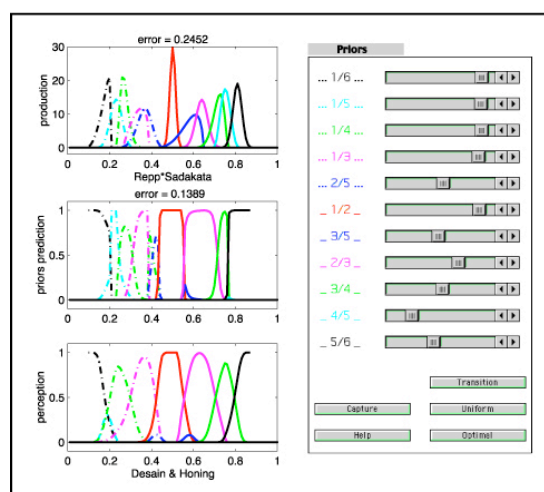 error = 0.2452
production
30
20
10
0
0 0.2 0.4 0.6 0.8 1
Repp*Sadakata
error = 0.1389
priors prediction
1
0.5
0
0 0.2 0.4 0.6 0.8 1
perception
1
0.5
0
0 0.2 0.4 0.6 0.8 1
Desain & Honing
Priors
... 1/6 ...
... 1/5 ...
... 1/4 ...
... 1/3 ...
... 2/5 ...
_ 1/2 _
_ 3/5 _
_ 2/3 _
_ 3/4 _
_ 4/5 _
_ 5/6 _
Transition
Capture
Uniform
Help
Optimal